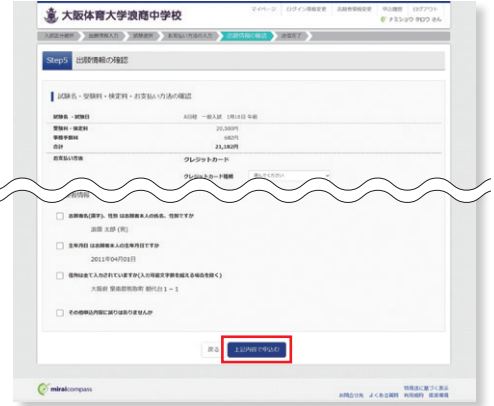 大阪体育大学浪商中学校
マイページ ログイン情報変更 志願者情報変更 申込履歴 ログアウト
ナミショウ タロウ さん
入試区分選択 出願情報入力 試験選択 お支払い方法の入力 出願情報の確認 送信完了
Step5 出願情報の確認
試験名・受験料・検定料・お支払い方法の確認
試験名・試験日 A日程 一般入試 1月18日 午前
受験料・検定料 20,500円
事務手数料 682円
合計 21,182円
お支払い方法 クレジットカード
クレジットカード種類 選んでください
志願者名(漢字)、性別 は志願者本人の氏名、性別ですか
浪商 太郎 (男)
生年月日 は志願者本人の生年月日ですか
2011年04月01日
住所は全て入力されていますか(入力可能文字数を超える場合を除く)
大阪府 泉南郡熊取町 朝代台１−１
その他申込内容に誤りはありませんか
戻る 上記内容で申込む
miraicompass
特商法に基づく表示
お問合せ先 よくある質問 利用規約 推奨環境